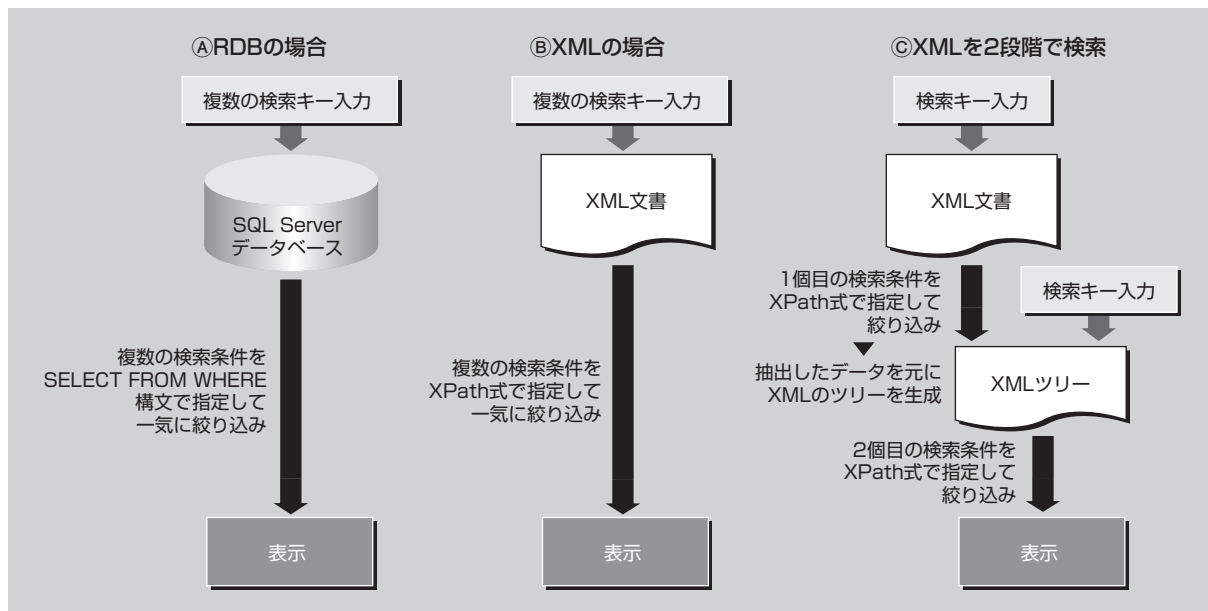 ⒶRDBの場合
複数の検索キー入力
SQL Server
データベース
複数の検索条件を
SELECT FROM WHERE
構文で指定して
一気に絞り込み
表示
ⒷXMLの場合
複数の検索キー入力
XML文書
複数の検索条件を
XPath式で指定して
一気に絞り込み
表示
ⒸXMLを2段階で検索
検索キー入力
XML文書
1個目の検索条件を
XPath式で指定して
絞り込み
▼
抽出したデータを元に
XMLのツリーを生成
検索キー入力
XMLツリー
2個目の検索条件を
XPath式で指定して
絞り込み
表示